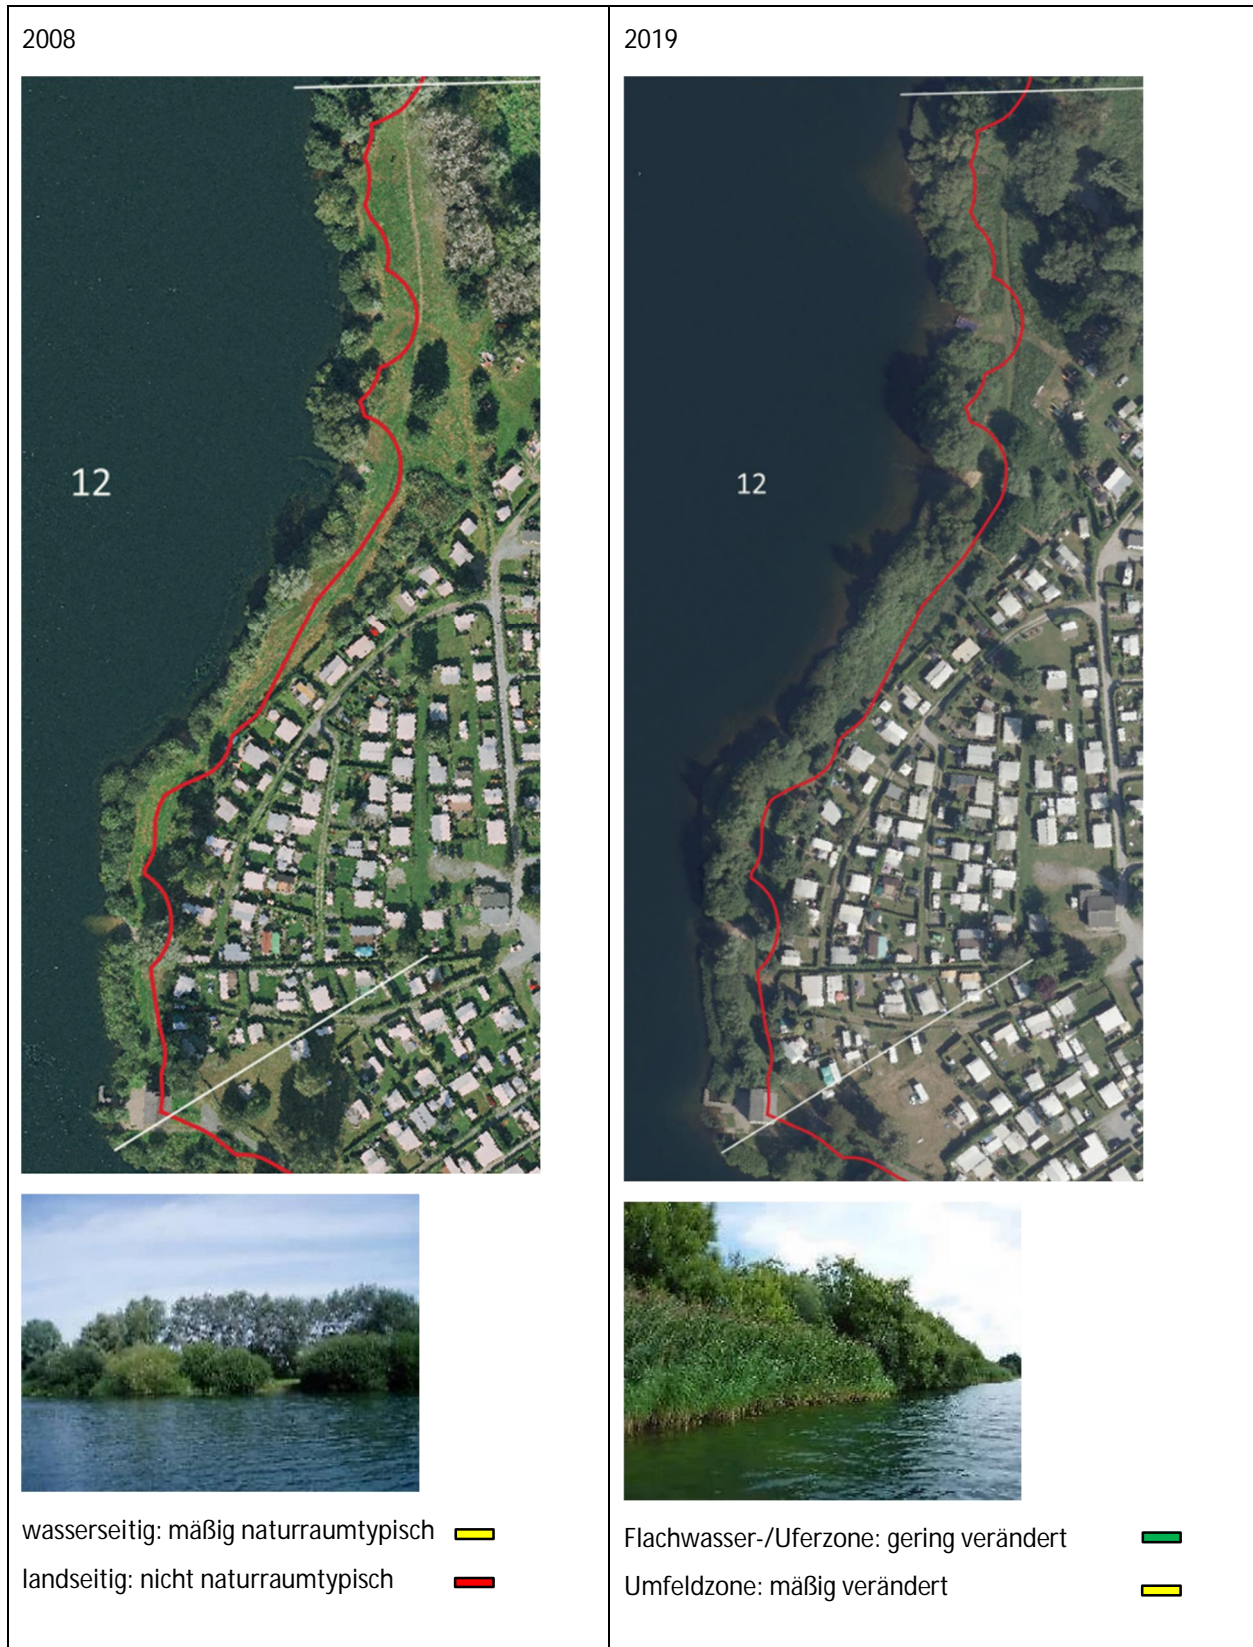 2008
12
wasserseitig: mäßig naturraumtypisch
landseitig: nicht naturraumtypisch
2019
12
Flachwasser-/Uferzone: gering verändert
Umfeldzone: mäßig verändert